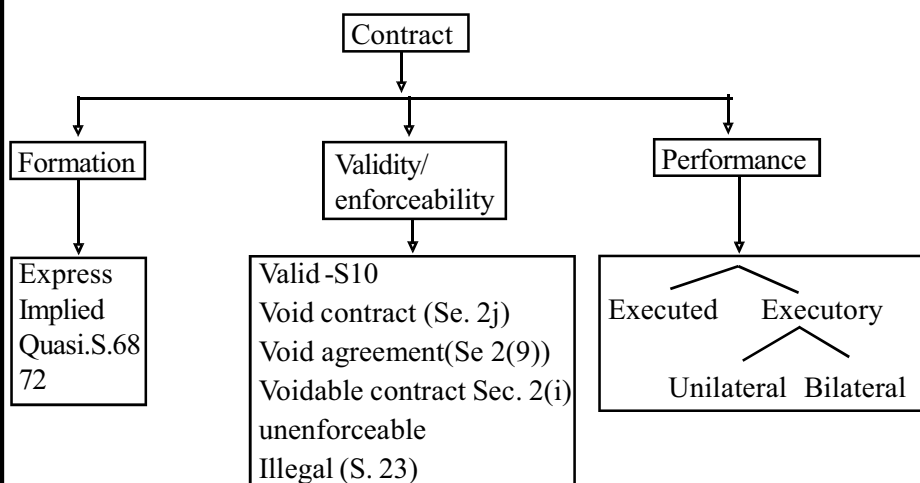 Contract
Formation
Validity/
enforceability
Performance
Express
Implied
Quasi.S.68
72
Valid -S10
Void contract (Se. 2j)
Void agreement(Se 2(9))
Voidable contract Sec. 2(i)
unenforceable
Illegal (S. 23)
Executed Executory
Unilateral Bilateral